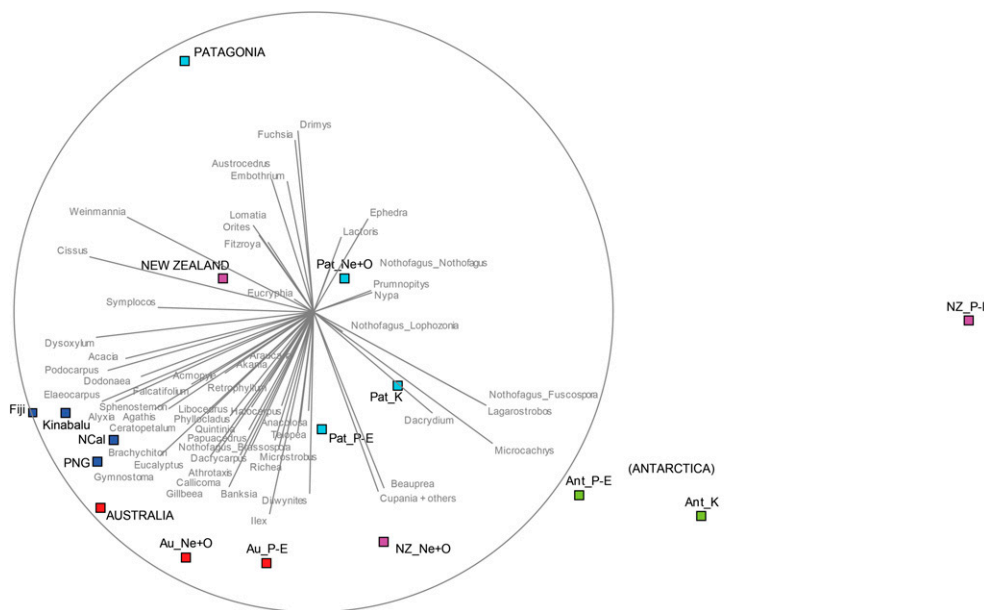 PATAGONIA
Drimys
Fuchsia
Austrocedrus
Embothrium
Weinmannia
Lomatia
Ephedra
Orites
Lactoris
Fitzroya
Cissus
NEW ZEALAND
Pat_Ne+O
Nothofagus_Nothofagus
Prumnopitys
Eucryphia
Nypa
Symplocos
NZ_P-E
Nothofagus_Lophozonia
Dysoxylum
Acacia
Akania
Podocarpus
Acmopyle
Dodonaea
Retrophyllum
Falcatifolium
Elaeocarpus
Nothofagus_Fuscospora
Pat_K
Fiji
Kinabalu
Sphenostemon
Libocedrus
Halocarpus
Lagarostrobos
Alyxia
Agathis
Phyllocladus
Dacrydium
Anacolosa
Ceratopetalum
Quintinia
Pat_P-E
NCal
Papuacedrus
Telopea
Nothofagus_Brassospora
Microcachrys
Brachychiton
Dacrycarpus
Microstrobus
PNG
Eucalyptus
Richea
(ANTARCTICA)
Gymnostoma
Athrotaxis
Callicoma
Ant_P-E
Beauprea
Gillbeea
Banksia
Cupania + others
Ant_K
AUSTRALIA
Ilex
Au_Ne+O
Au_P-E
NZ_Ne+O